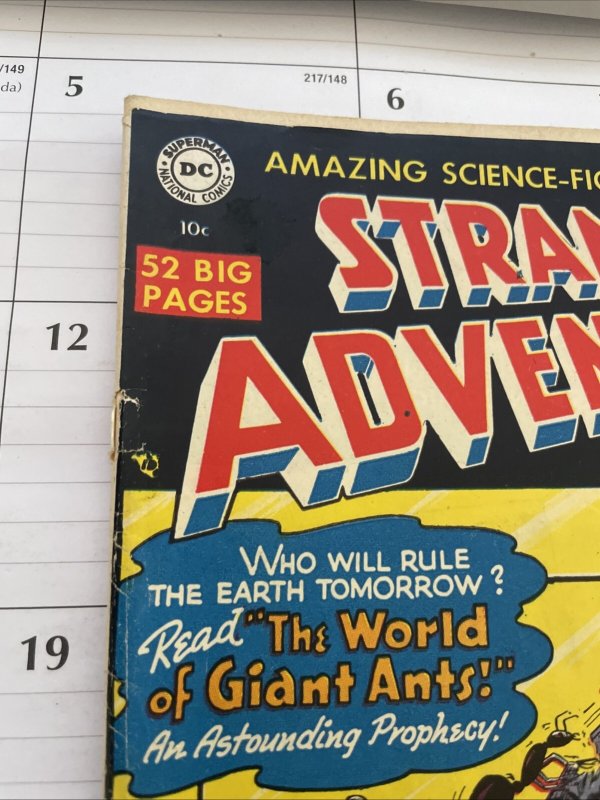 /149
da)
5
217/148
6
12
19
SUPERMAN
DC
NATIONAL COMICS
10c
52 BIG
PAGES
AMAZING SCIENCE-FIC
STRAN
ADVEN
WHO WILL RULE
THE EARTH TOMORROW?
Read "The World
of Giant Ants!"
An Astounding Prophecy!